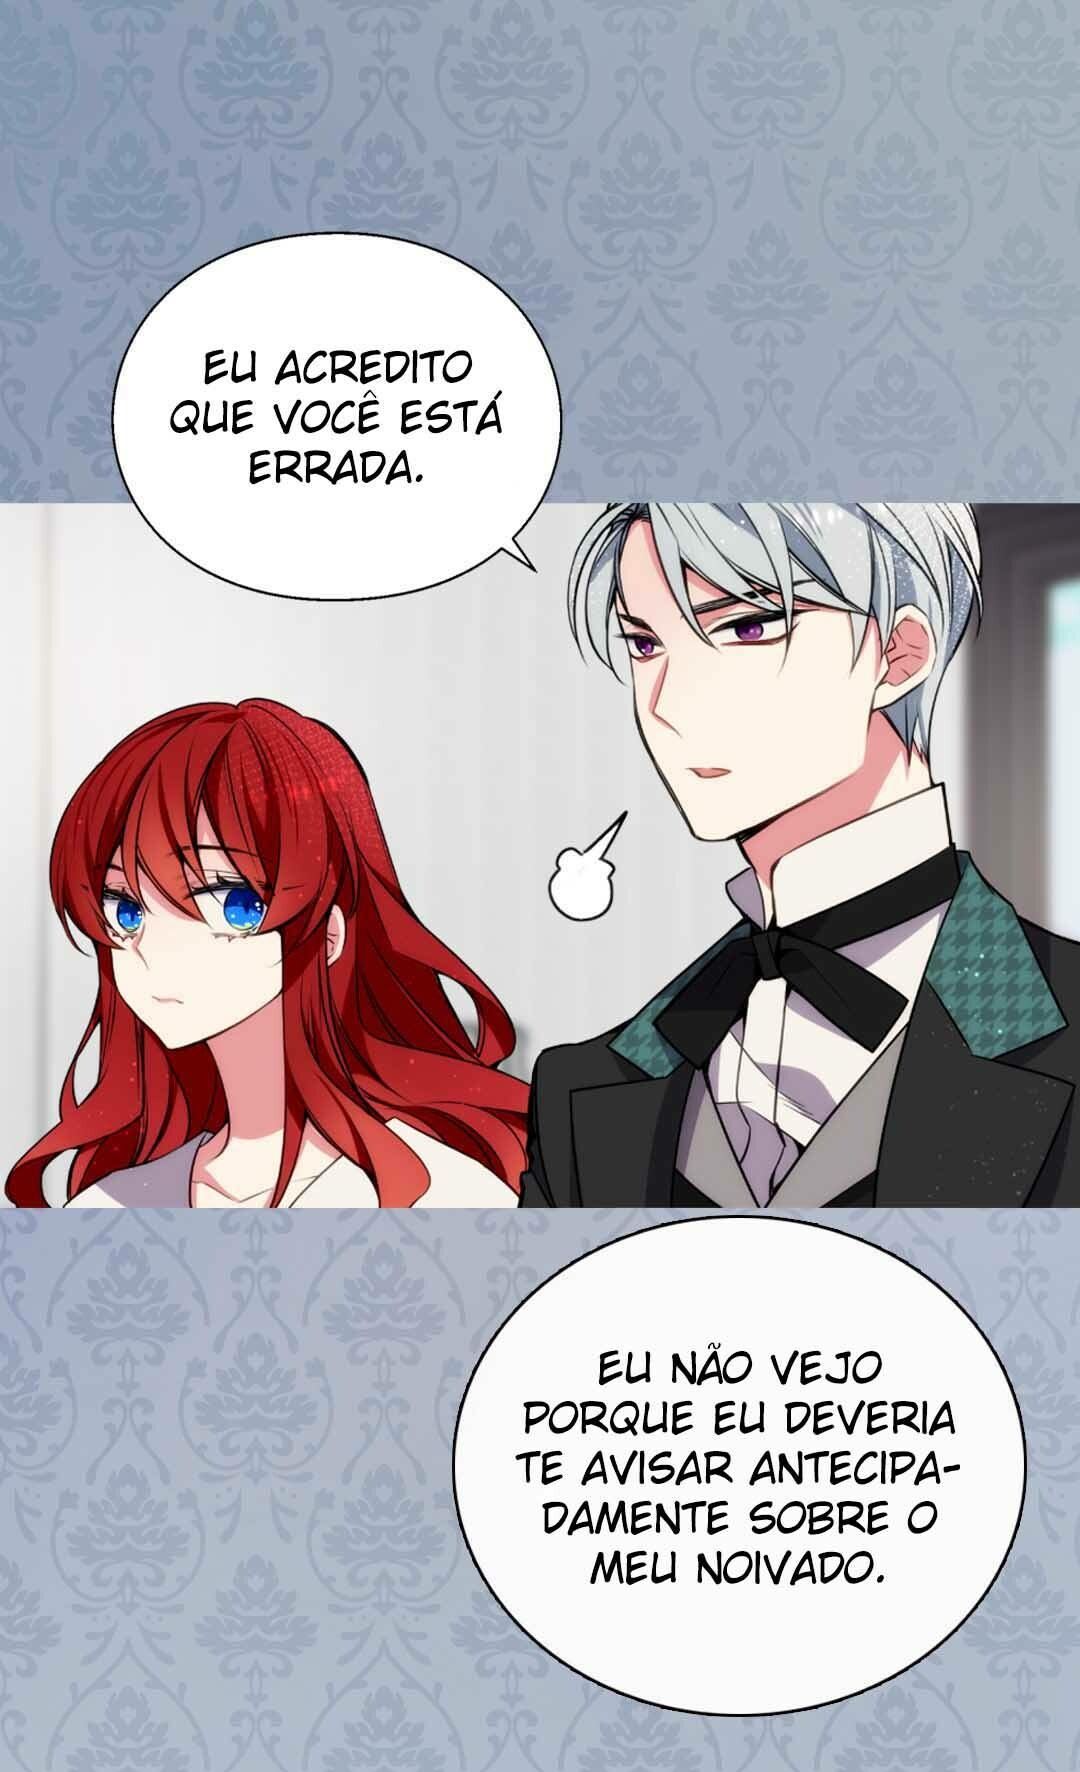 EU ACREDITO
QUE VOCÊ ESTÁ
ERRADA.
EU NÃO VEJO
PORQUE EU DEVERIA
TE AVISAR ANTECIPA-
DAMENTE SOBRE O
MEU NOIVADO.